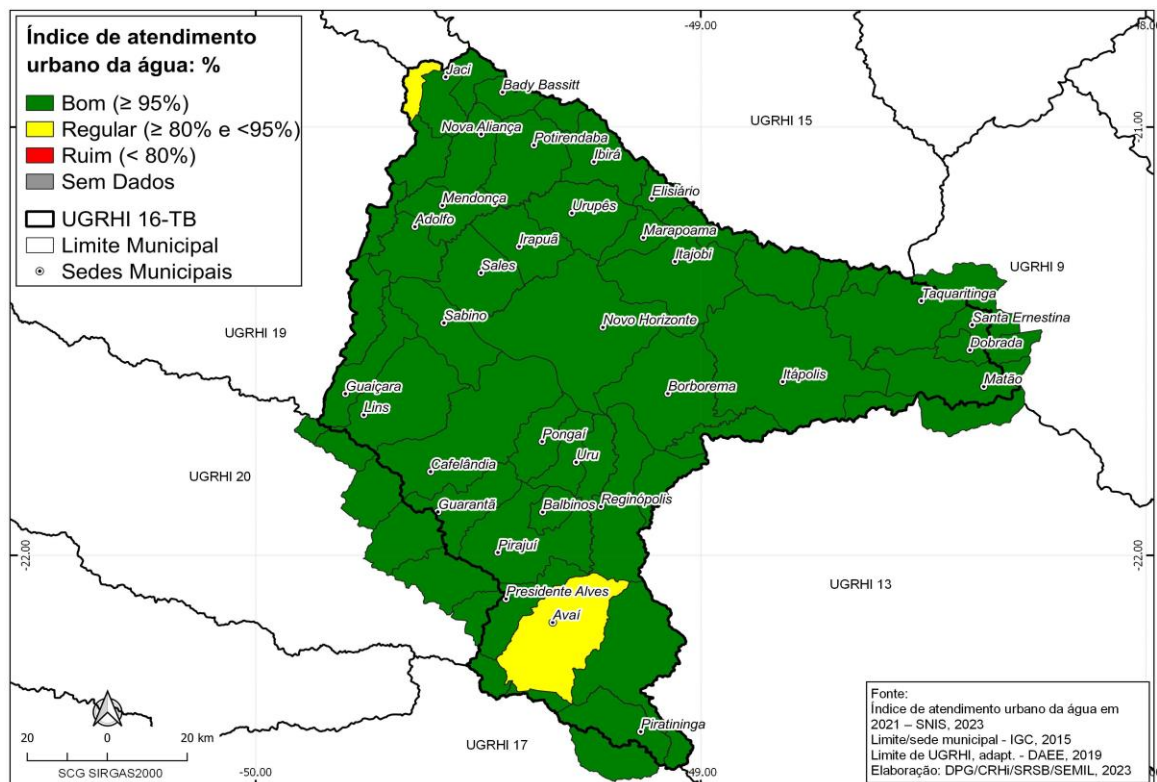 Índice de atendimento
urbano da água: %
Bom (≥ 95%)
Regular (≥ 80% e <95%)
Ruim (< 80%)
Sem Dados
UGRHI 16-TB
Limite Municipal
Sedes Municipais
-49.00
Jaci
Bady Bassitt
Nova Aliança
Potirendaba
Ibirá
UGRHI 15
-21.00
Mendonça
Elisiário
Adolfo
Urupês
Marapoama
Irapuã
Itajobi
Sales
UGRHI 9
Taquaritinga
Sabino
Novo Horizonte
Santa Ernestina
UGRHI 19
Dobrada
Guaiçara
Borborema
Itápolis
Matão
Lins
Pongaí
Uru
Cafelândia
UGRHI 20
Guarantã
Balbinos
Reginópolis
Pirajuí
-22.00
-22.00
UGRHI 13
Presidente Alves
Avaí
Piratininga
UGRHI 17
20 0 20 km
SCG SIRGAS2000
-50.00
-49.00
Fonte:
Índice de atendimento urbano da água em
2021 – SNIS, 2023
Limite/sede municipal - IGC, 2015
Limite de UGRHI, adapt. - DAEE, 2019
Elaboração: DPG/CRHi/SRSB/SEMIL, 2023